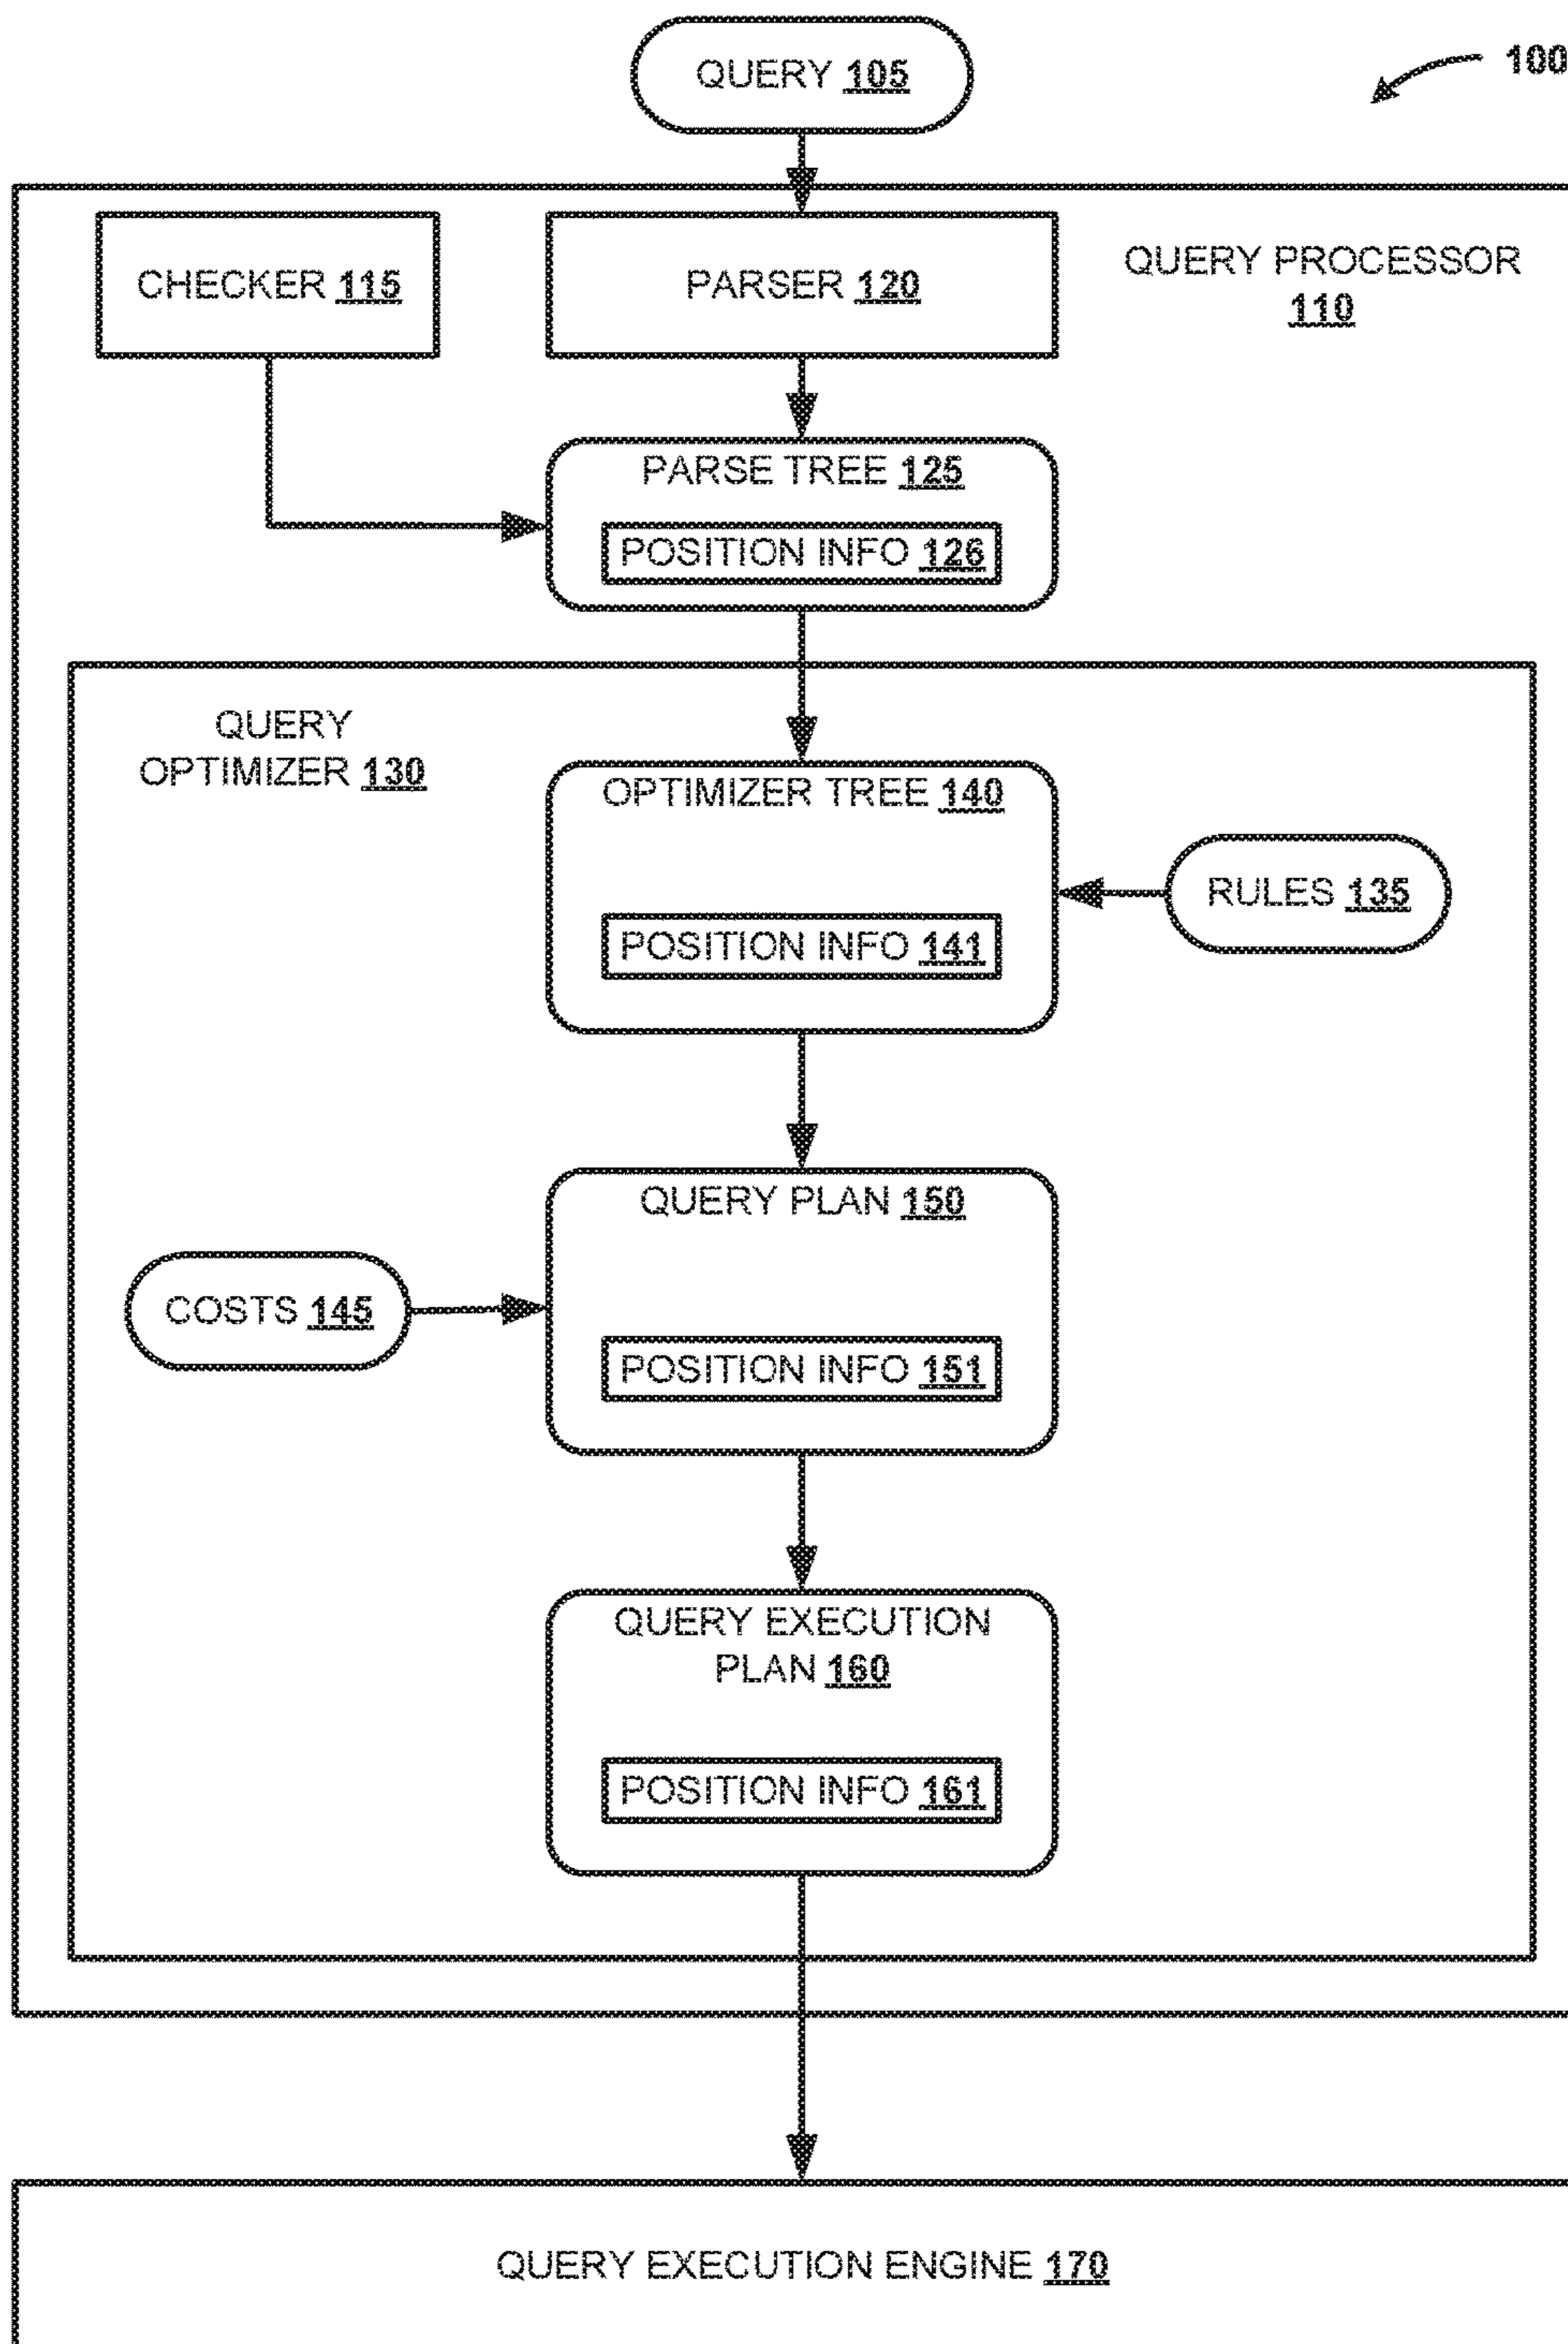 QUERY 105
100
CHECKER 115
PARSER 120
QUERY PROCESSOR
110
PARSE TREE 125
POSITION INFO 126
QUERY
OPTIMIZER 130
OPTIMIZER TREE 140
RULES 135
POSITION INFO 141
QUERY PLAN 150
COSTS 145
POSITION INFO 151
QUERY EXECUTION
PLAN 160
POSITION INFO 161
QUERY EXECUTION ENGINE 170